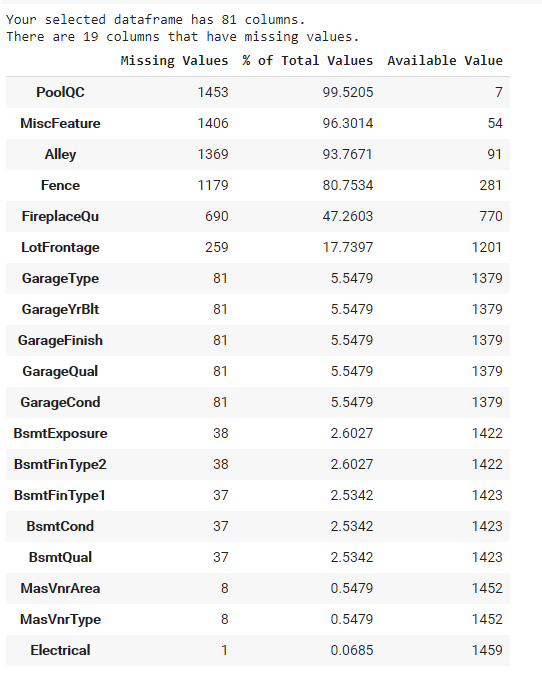 Your selected dataframe has 81 columns.
There are 19 columns that have missing values.
Missing Values % of Total Values Available Value
PoolQC 1453 99.5205 7
MiscFeature 1406 96.3014 54
Alley 1369 93.7671 91
Fence 1179 80.7534 281
FireplaceQu 690 47.2603 770
LotFrontage 259 17.7397 1201
GarageType 81 5.5479 1379
GarageYrBlt 81 5.5479 1379
GarageFinish 81 5.5479 1379
GarageQual 81 5.5479 1379
GarageCond 81 5.5479 1379
BsmtExposure 38 2.6027 1422
BsmtFinType2 38 2.6027 1422
BsmtFinType1 37 2.5342 1423
BsmtCond 37 2.5342 1423
BsmtQual 37 2.5342 1423
MasVnrArea 8 0.5479 1452
MasVnrType 8 0.5479 1452
Electrical 1 0.0685 1459